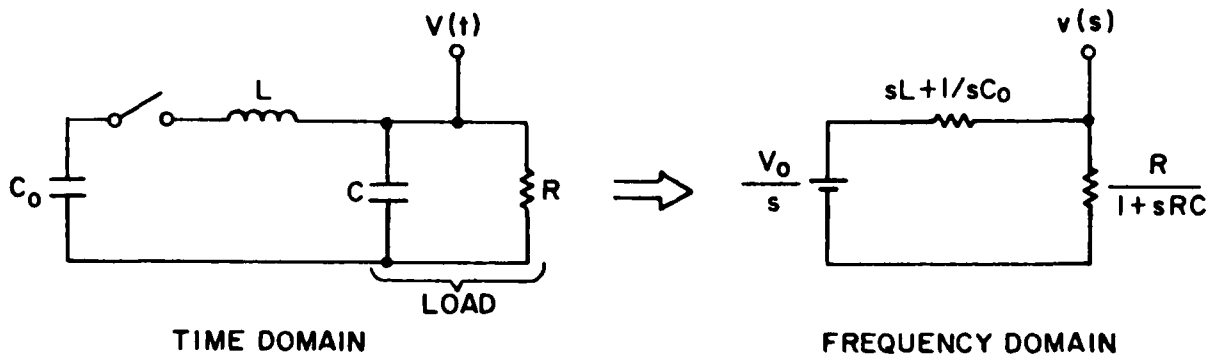 V(t)
L
C₀
C
R
LOAD
TIME DOMAIN
v(s)
sL+1/sC₀
V₀
s
R
1+sRC
FREQUENCY DOMAIN